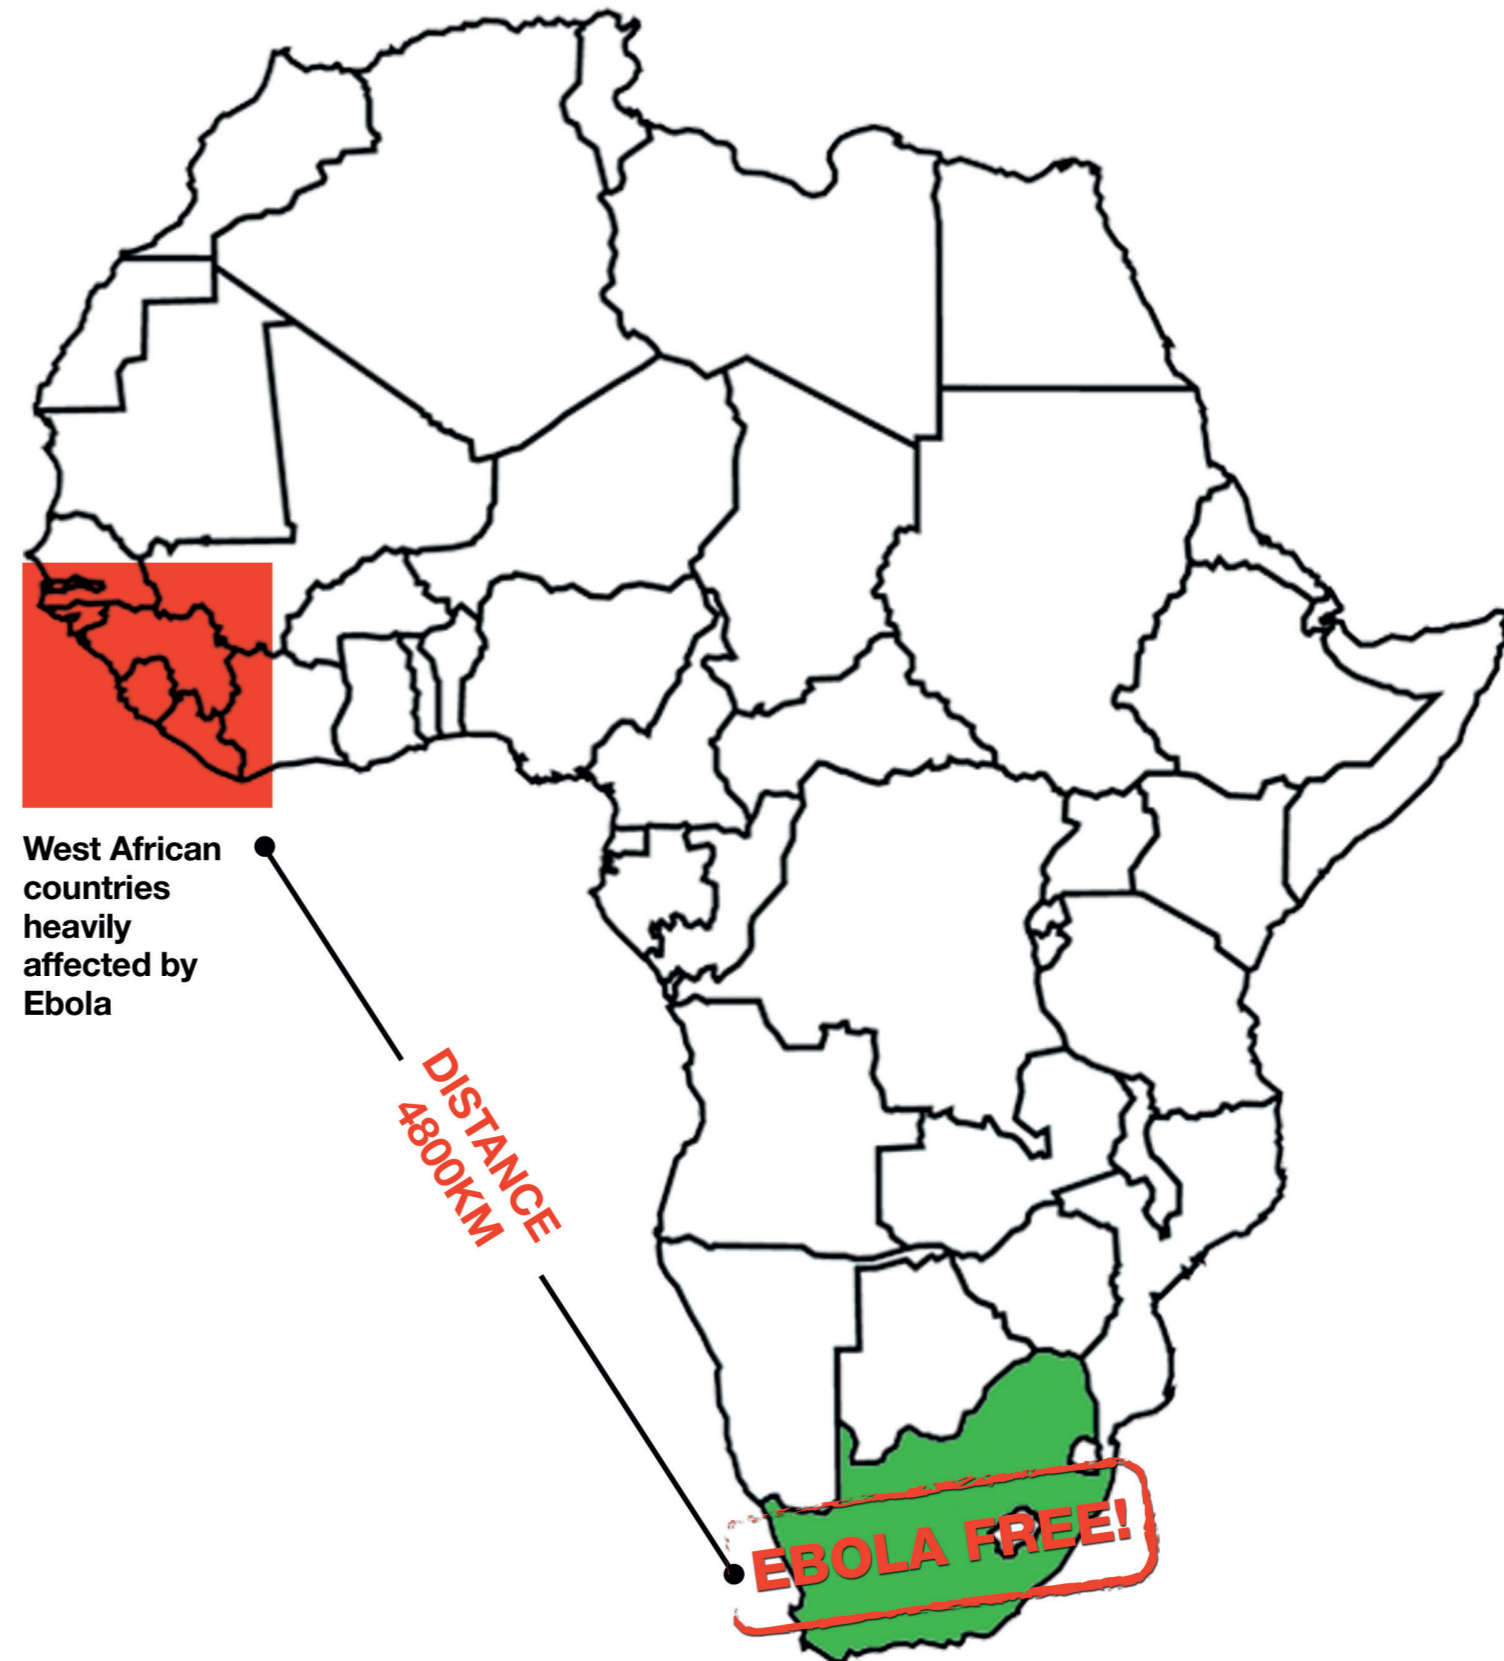 West African
countries
heavily
affected by
Ebola
DISTANCE
4800KM
EBOLA FREE!